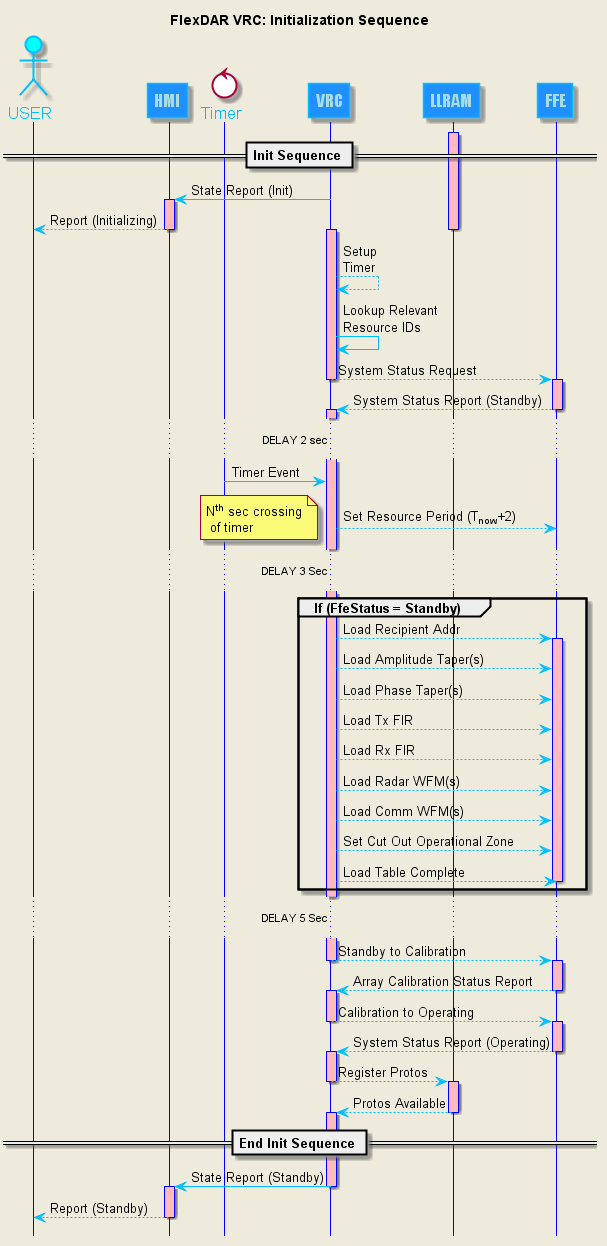 FlexDAR VRC: Initialization Sequence
USER
HMI
Timer
VRC
LLRAM
FFE
Init Sequence
State Report (Init)
Report (Initializing)
Setup
Timer
Lookup Relevant
Resource IDs
System Status Request
System Status Report (Standby)
DELAY 2 sec
Timer Event
Nth sec crossing
of timer
Set Resource Period (Tnow+2)
DELAY 3 Sec
If (FfeStatus = Standby)
Load Recipient Addr
Load Amplitude Taper(s)
Load Phase Taper(s)
Load Tx FIR
Load Rx FIR
Load Radar WFM(s)
Load Comm WFM(s)
Set Cut Out Operational Zone
Load Table Complete
DELAY 5 Sec
Standby to Calibration
Array Calibration Status Report
Calibration to Operating
System Status Report (Operating)
Register Protos
Protos Available
End Init Sequence
State Report (Standby)
Report (Standby)